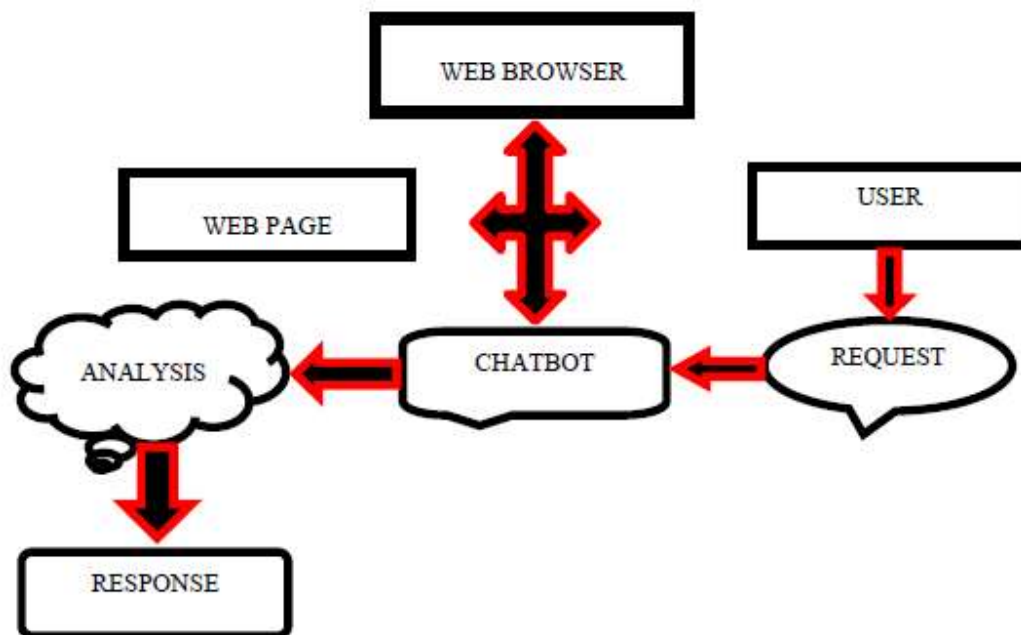 WEB BROWSER
WEB PAGE
USER
ANALYSIS
CHATBOT
REQUEST
RESPONSE